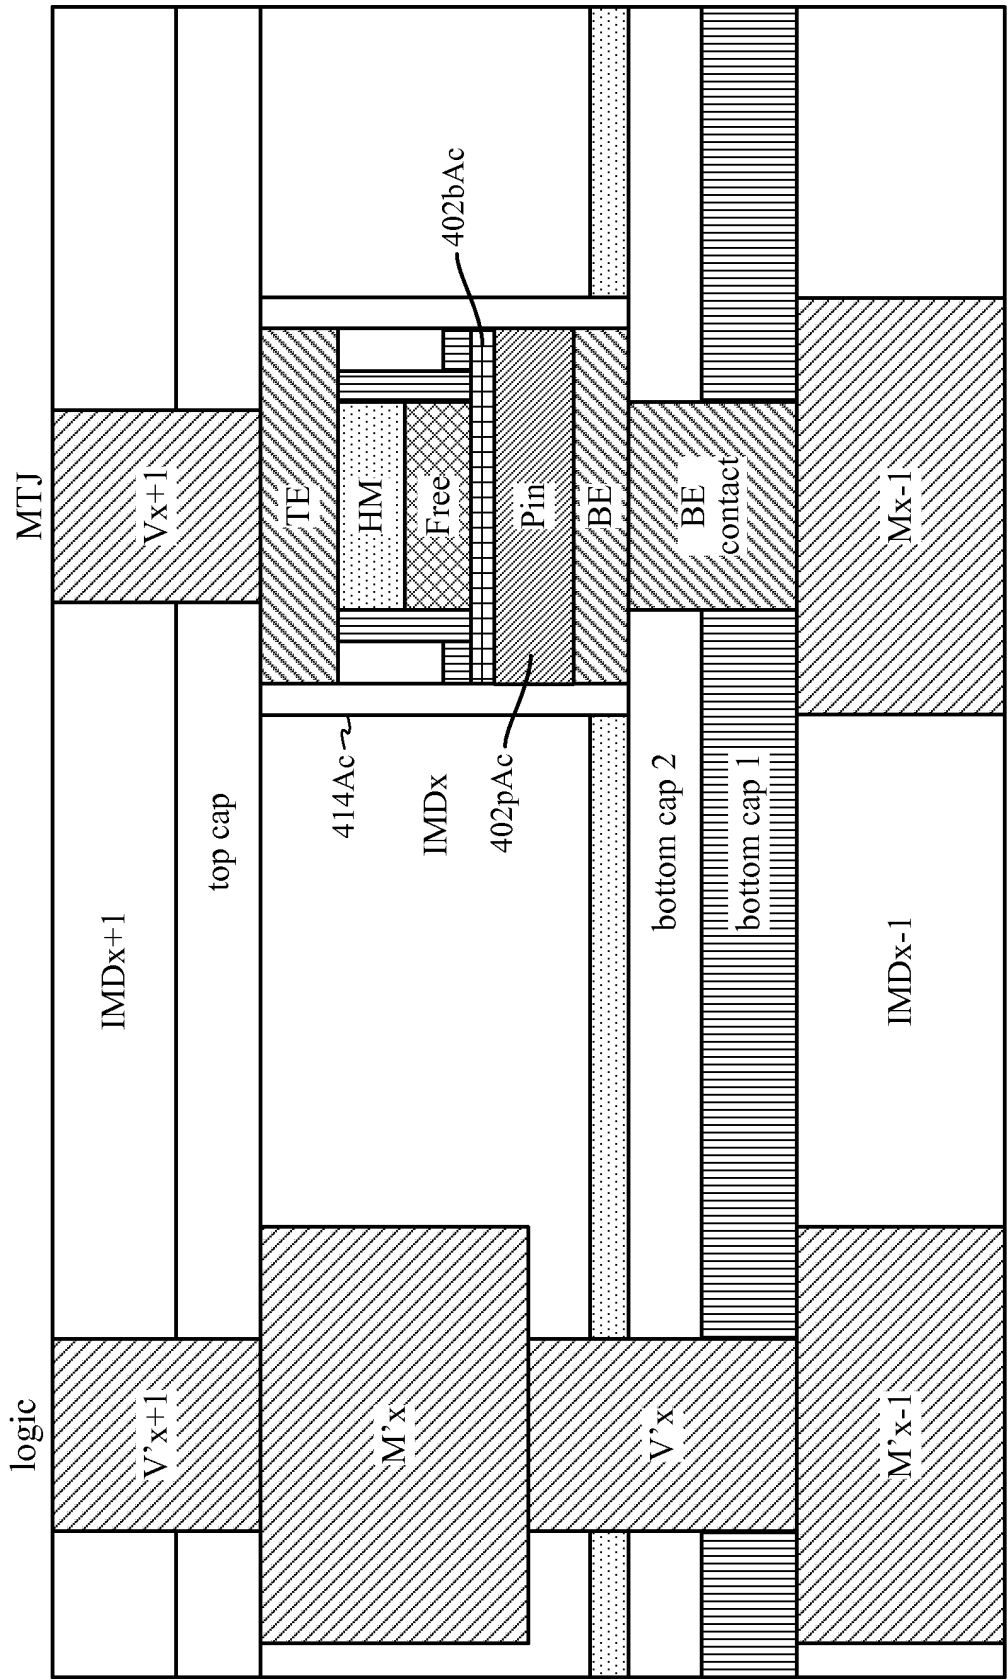 logic
MTJ
V'x+1
IMDx+1
Vx+1
top cap
M'x
414Ac
TE
HM
Free
402bAc
IMDx
402pAc
Pin
BE
V'x
bottom cap 2
BE
contact
bottom cap 1
M'x-1
IMDx-1
Mx-1